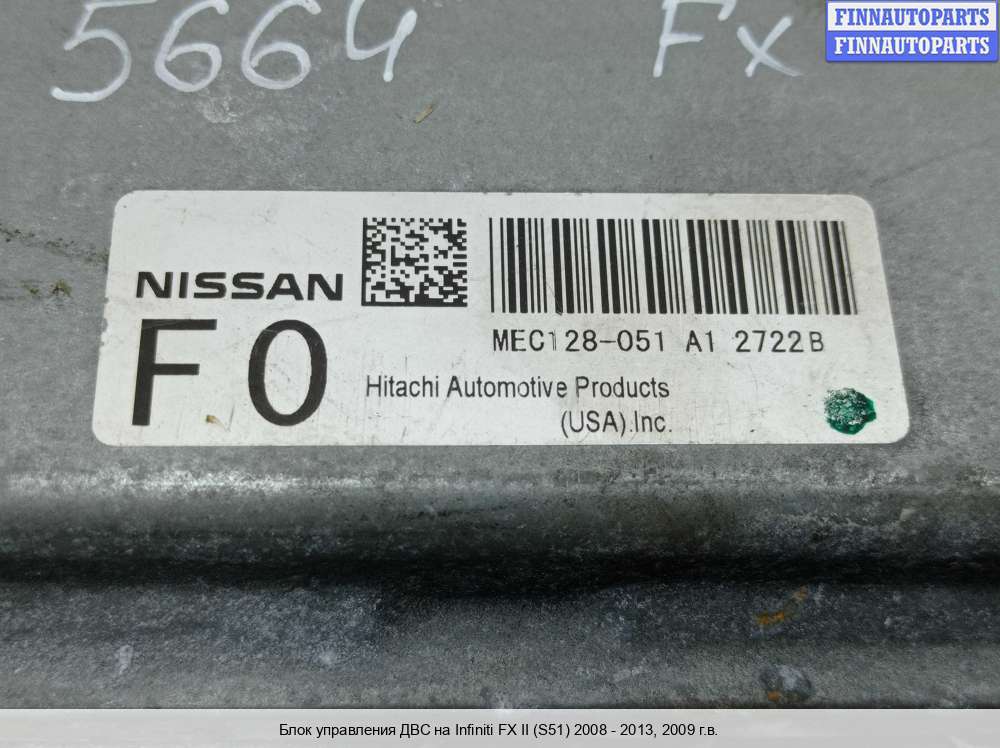 5664 Fx
FINNAUTOPARTS
FINNAUTOPARTS
NISSAN
F0
MEC128-051 A1 2722B
Hitachi Automotive Products
(USA).Inc.
Блок управления ДВС на Infiniti FX II (S51) 2008 - 2013, 2009 г.в.